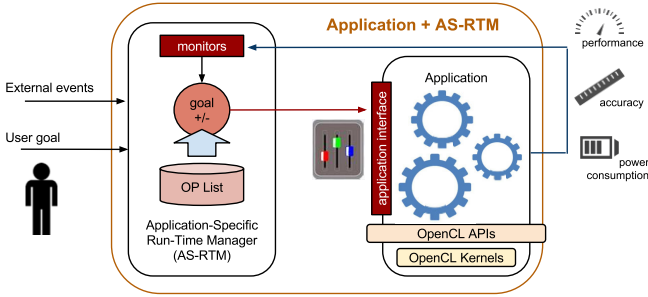 Application + AS-RTM
monitors
performance
External events
goal
+/-
Application
accuracy
application interface
User goal
power
consumption
OP List
Application-Specific
Run-Time Manager
(AS-RTM)
OpenCL APIs
OpenCL Kernels